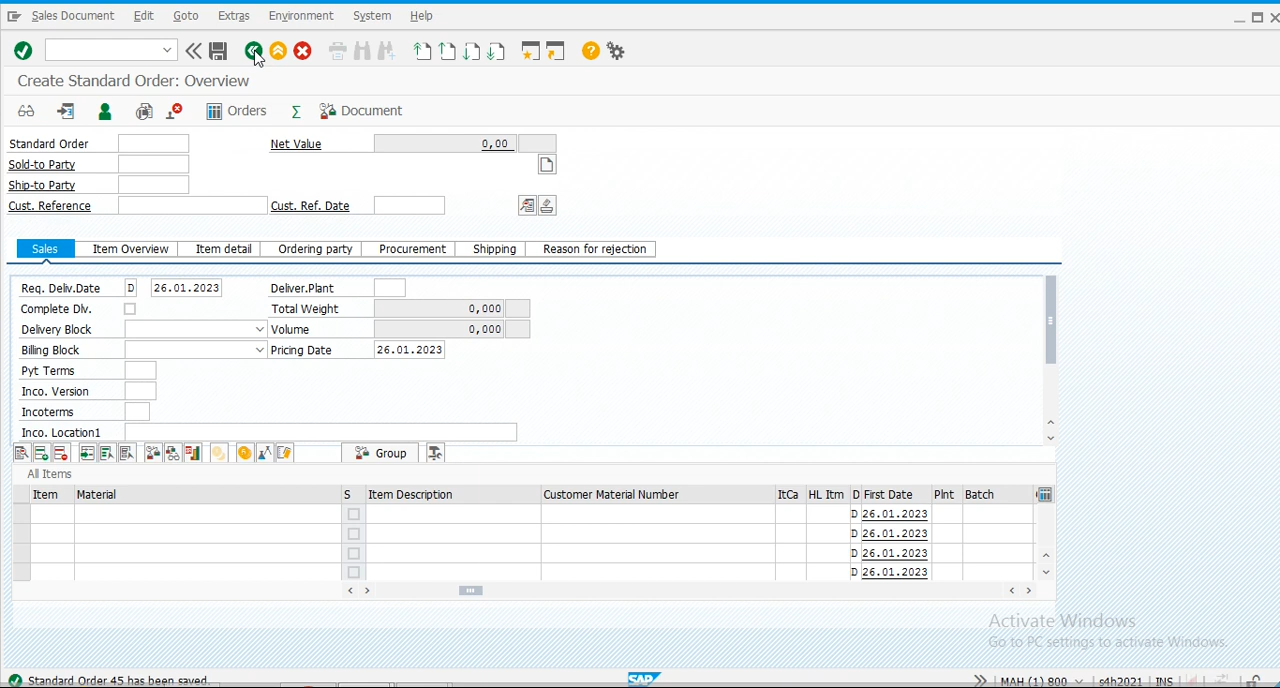 Sales Document Edit Goto Extras Environment System Help
Create Standard Order: Overview
Orders Σ Document
Standard Order Net Value 0,00
Sold-to Party
Ship-to Party
Cust. Reference Cust. Ref. Date
Sales Item Overview Item detail Ordering party Procurement Shipping Reason for rejection
Req. Deliv.Date D 26.01.2023 Deliver.Plant
Complete Dlv. Total Weight 0,000
Delivery Block Volume 0,000
Billing Block Pricing Date 26.01.2023
Pyt Terms
Inco. Version
Incoterms
Inco. Location1
Group
All Items
Item Material S Item Description Customer Material Number ItCa HL Itm D First Date Plnt Batch
D 26.01.2023
D 26.01.2023
D 26.01.2023
D 26.01.2023
Activate Windows
Go to PC settings to activate Windows.
Standard Order 45 has been saved. SAP MAH (1) 800 s4h2021 INS